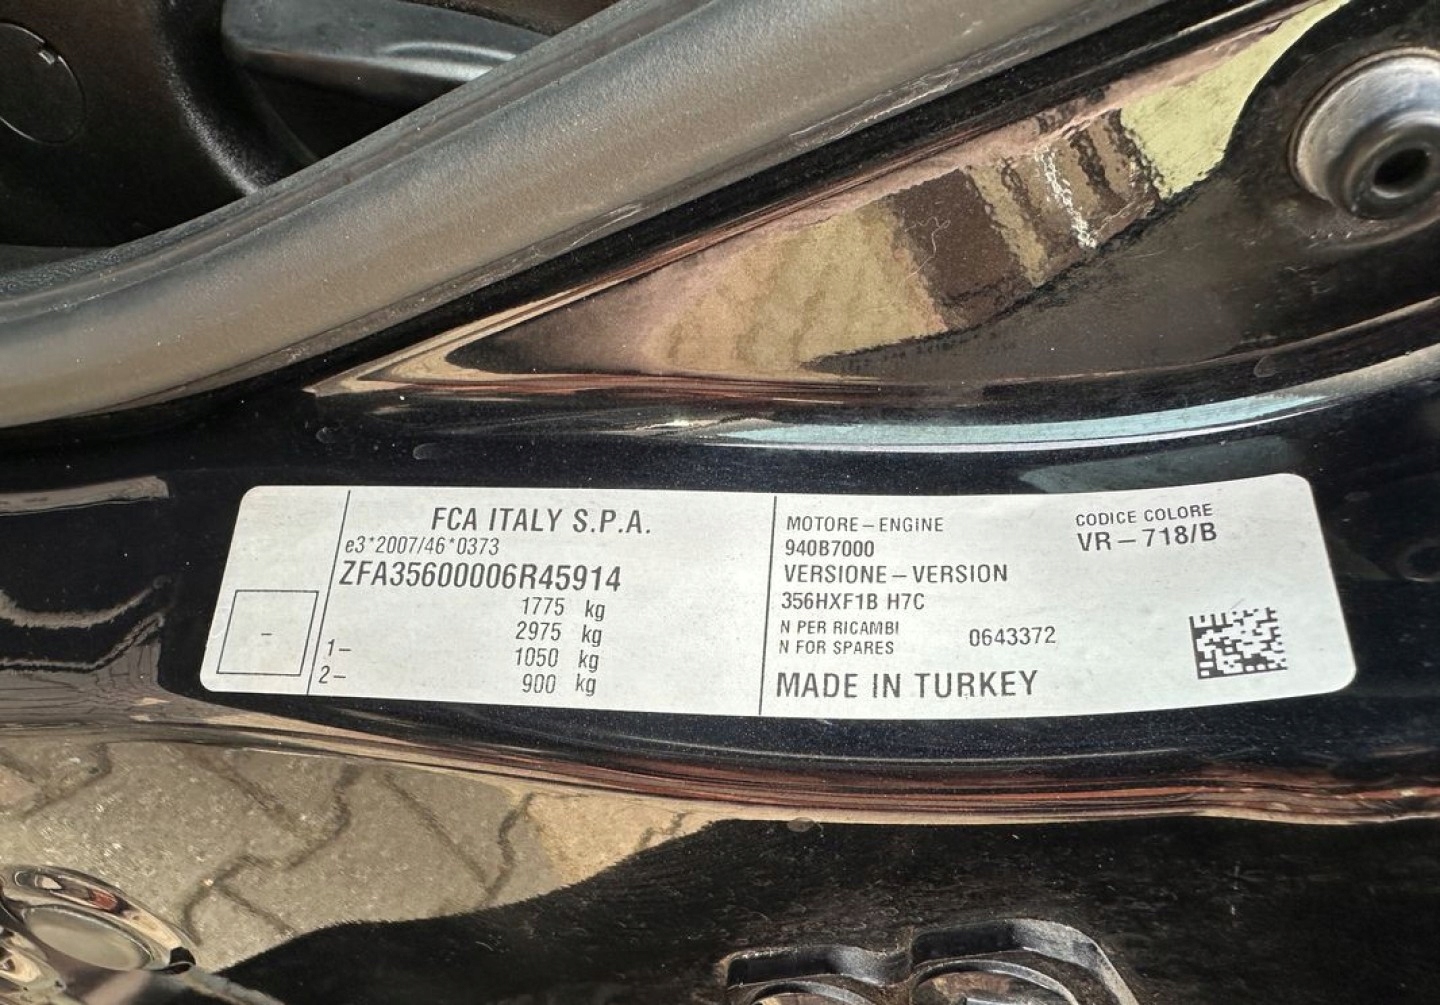 FCA ITALY S.P.A.
e3*2007/46*0373
ZFA35600006R45914
1775 kg
2975 kg
1- 1050 kg
2- 900 kg
-
MOTORE-ENGINE
940B7000
VERSIONE-VERSION
356HXF1B H7C
N PER RICAMBI
N FOR SPARES
0643372
MADE IN TURKEY
CODICE COLORE
VR-718/B